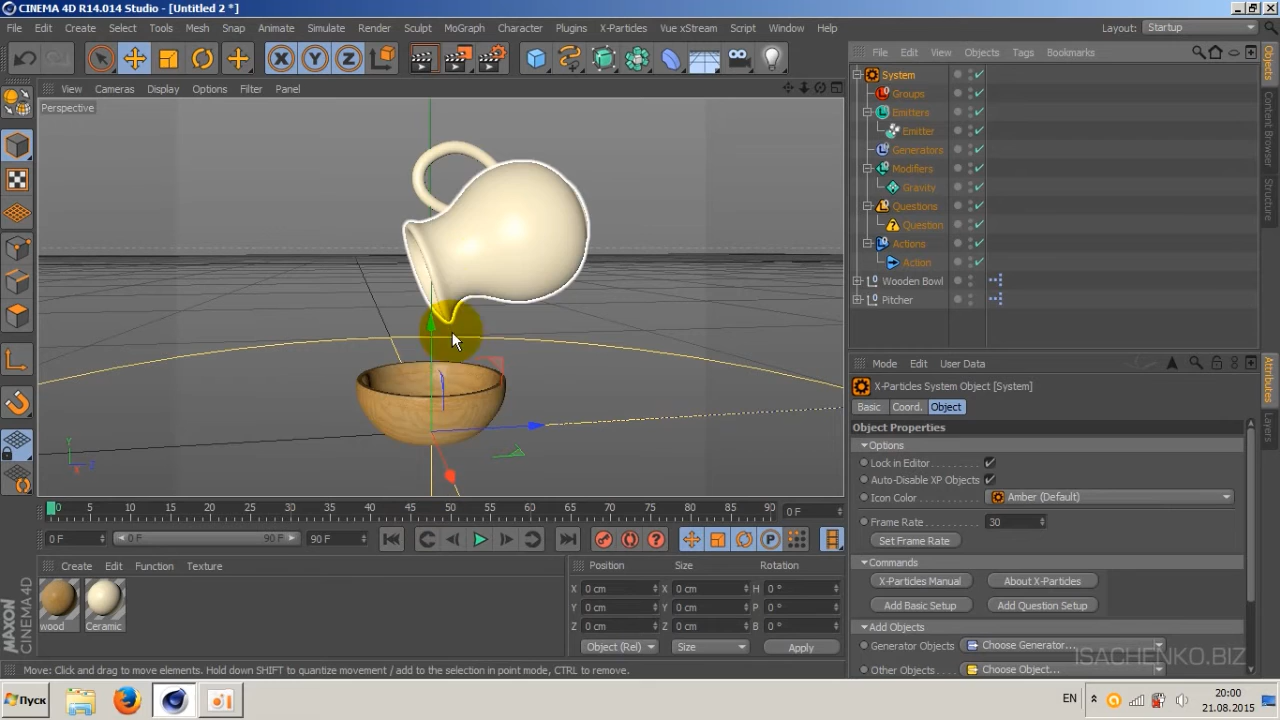 CINEMA 4D R14.014 Studio - [Untitled 2 *]
File Edit Create Select Tools Mesh Snap Animate Simulate Render Sculpt MoGraph Character Plugins X-Particles Vue xStream Script Window Help Layout: Startup
File Edit View Objects Tags Bookmarks
View Cameras Display Options Filter Panel
Perspective
System
Groups
Emitters
Emitter
Generators
Modifiers
Gravity
Questions
Question
Actions
Action
Wooden Bowl
Pitcher
Objects
Content Browser
Structure
Mode Edit User Data
X-Particles System Object [System]
Basic Coord. Object
Object Properties
Options
Lock in Editor
Auto-Disable XP Objects
Icon Color Amber (Default)
Frame Rate 30
Set Frame Rate
Commands
X-Particles Manual About X-Particles
Add Basic Setup Add Question Setup
Add Objects
Generator Objects Choose Generator...
Other Objects Choose Object...
Attributes
Layers
Y
X
Z
0 5 10 15 20 25 30 35 40 45 50 55 60 65 70 75 80 85 90 0 F
0 F 0 F 90 F 90 F
Create Edit Function Texture
wood Ceramic
Position Size Rotation
X 0 cm X 0 cm H 0 °
Y 0 cm Y 0 cm P 0 °
Z 0 cm Z 0 cm B 0 °
Object (Rel) Size Apply
MAXON
CINEMA 4D
Move: Click and drag to move elements. Hold down SHIFT to quantize movement / add to the selection in point mode, CTRL to remove.
ISACHENKO.BIZ
Пуск
EN
20:00
21.08.2015